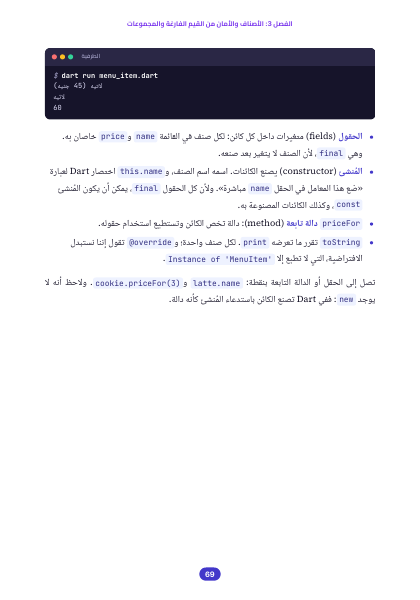 الفصل 3: الأصناف والأمان من القيم الفارغة والمجموعات
الطرفية
$ dart run menu_item.dart
لاتيه (45 جنيه)
لاتيه
60
• الحقول (fields) متغيرات داخل كل كائن: لكل صنف في القائمة name و price خاصان به.
وهي final، لأن الصنف لا يتغير بعد صنعه.
• المُنشئ (constructor) يصنع الكائنات. اسمه اسم الصنف، و this.name اختصار Dart لعبارة
«ضع هذا المعامل في الحقل name مباشرة». ولأن كل الحقول final، يمكن أن يكون المُنشئ
const، وكذلك الكائنات المصنوعة به.
• priceFor دالة تابعة (method): دالة تخص الكائن وتستطيع استخدام حقوله.
• toString تقرر ما تعرضه print. لكل صنف واحدة؛ و @override تقول إننا نستبدل
الافتراضية، التي لا تطبع إلا Instance of 'MenuItem'.
تصل إلى الحقل أو الدالة التابعة بنقطة: latte.name و cookie.priceFor(3). ولاحظ أنه لا
يوجد new: ففي Dart تصنع الكائن باستدعاء المُنشئ كأنه دالة.
69